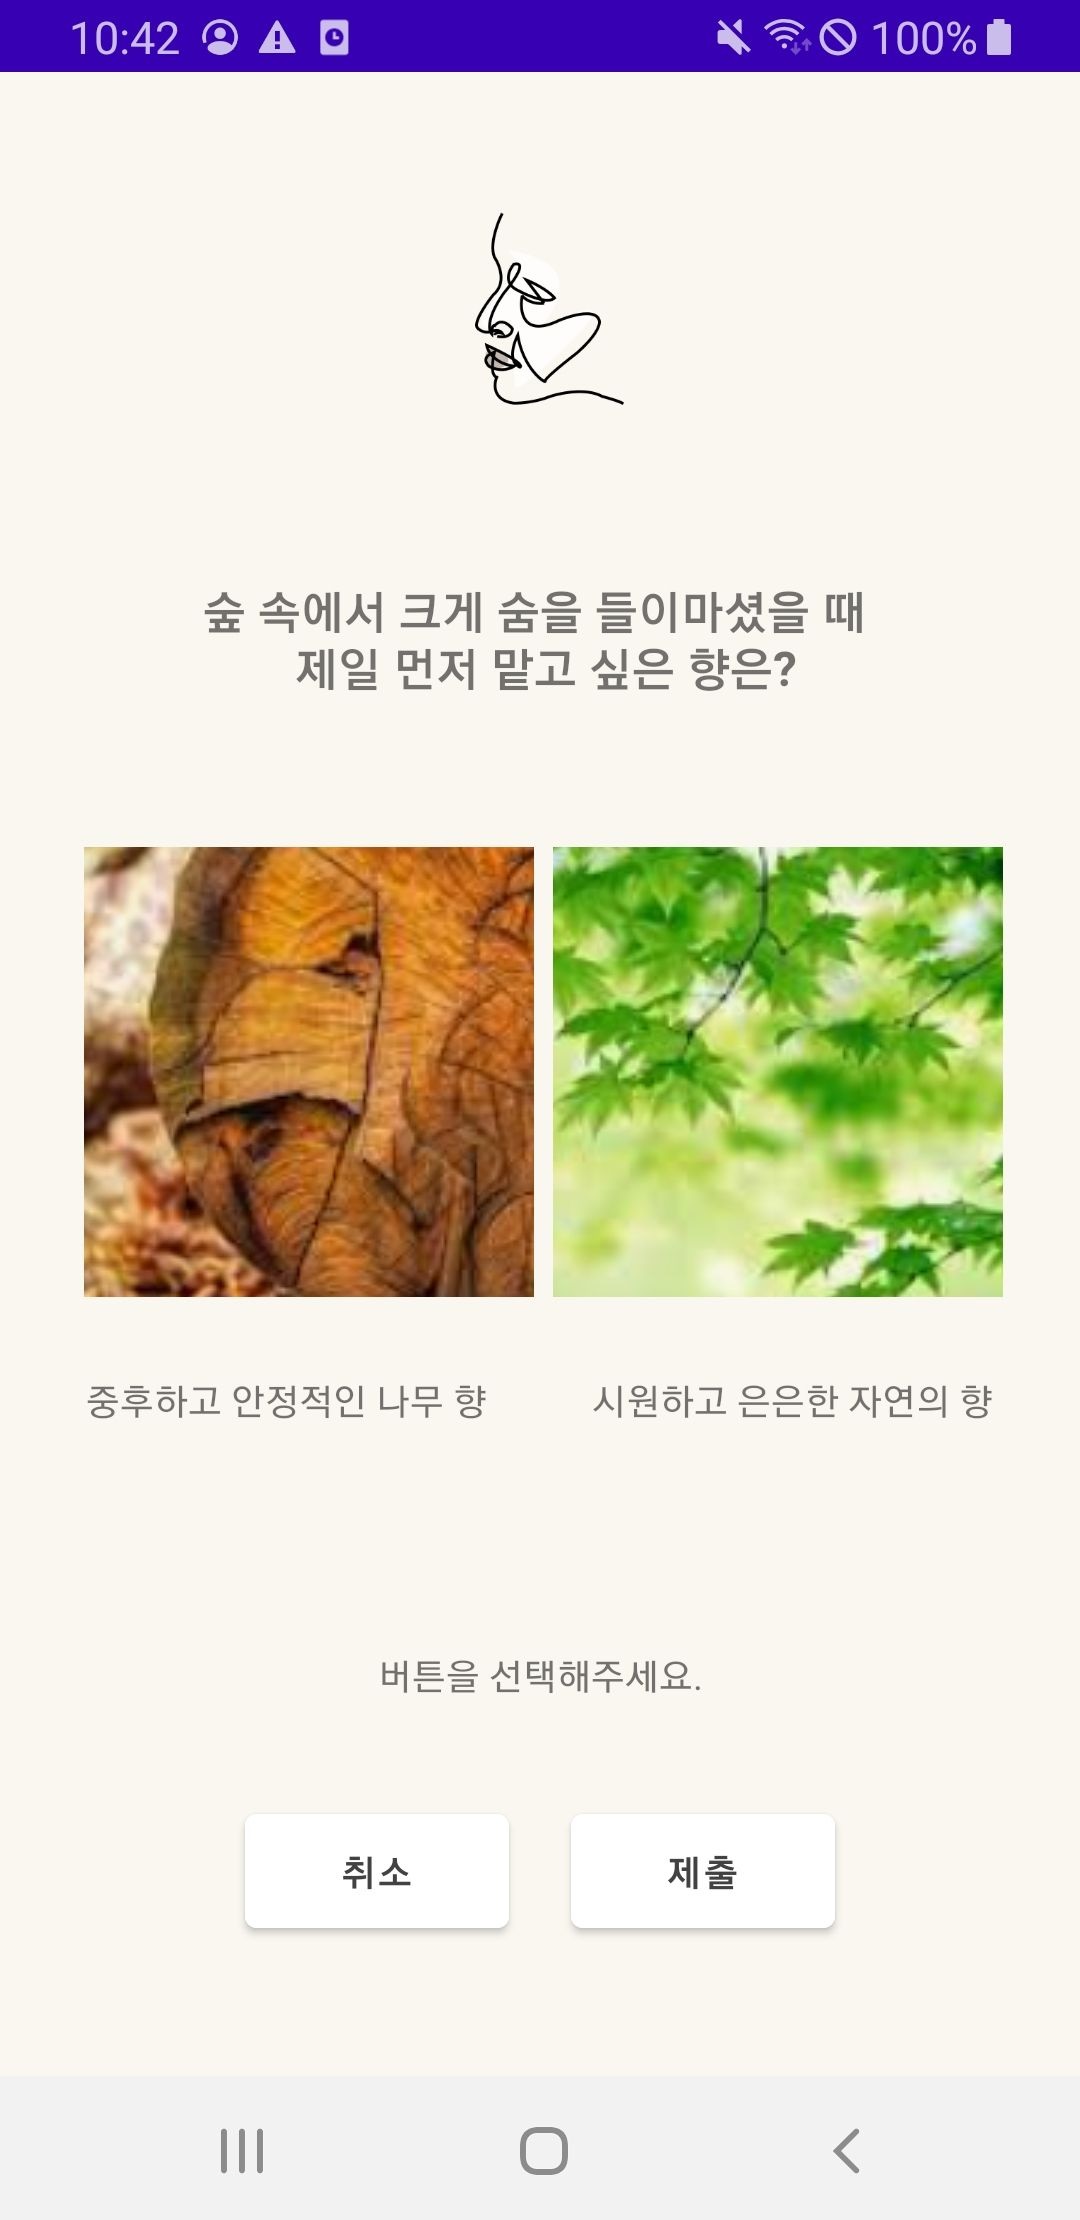 10:42
100%
숲 속에서 크게 숨을 들이마셨을 때
제일 먼저 맡고 싶은 향은?
중후하고 안정적인 나무 향
시원하고 은은한 자연의 향
버튼을 선택해주세요.
취소
제출